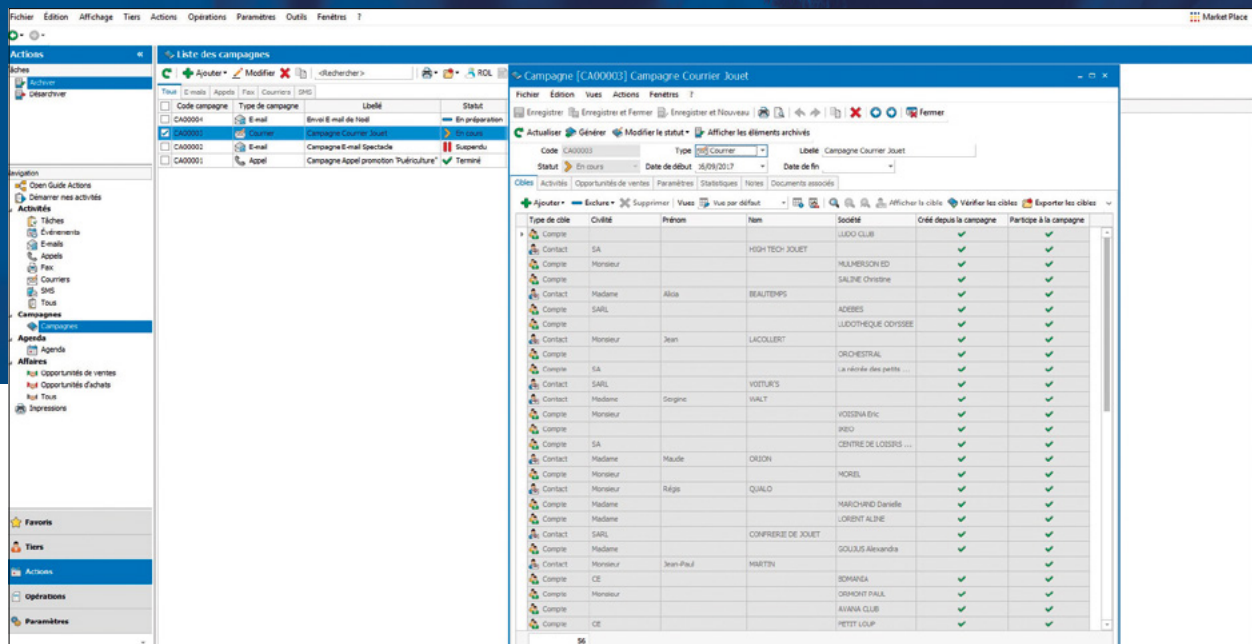 Fichier Édition Affichage Tiers Actions Opérations Paramètres Outils Fenêtres ?
Market Place
Actions «
Tâches
Archiver
Désarchiver
Navigation
Open Guide Actions
Démarrer nes activités
Activités
Tâches
Événements
E-mails
Appels
Fax
Courriers
SMS
Tous
Campagnes
Campagnes
Agenda
Agenda
Affaires
Opportunités de ventes
Opportunités d'achats
Tous
Impressions
Favoris
Tiers
Actions
Opérations
Paramètres
Liste des campagnes
Ajouter Modifier <Rechercher> ROI
Tous E-mails Appels Fax Courriers SMS
Code campagne Type de campagne Libellé Statut
CA00004 E-mail Envoi E-mail de Noël En préparation
CA00003 Courrier Campagne Courrier Jouet En cours
CA00002 E-mail Campagne E-mail Spectacle Suspendu
CA00001 Appel Campagne Appel promotion "Puériculture" Terminé
Campagne [CA00003] Campagne Courrier Jouet
Fichier Édition Vues Actions Fenêtres ?
Enregistrer Enregistrer et Fermer Enregistrer et Nouveau Fermer
Actualiser Générer Modifier le statut Afficher les éléments archivés
Code CA00003 Type Courrier Libellé Campagne Courrier Jouet
Statut En cours Date de début 16/09/2017 Date de fin
Cibles Activités Opportunités de ventes Paramètres Statistiques Notes Documents associés
Ajouter Exclure Supprimer Vues Vue par défaut Afficher la cible Vérifier les cibles Exporter les cibles
Type de cible Civilité Prénom Nom Société Créé depuis la campagne Participe à la campagne
Compte LUDO CLUB
Contact SA HIGH TECH JOUET
Compte Monsieur MULMERSON ED
Compte SALINE Christine
Contact Madame Alicia BEAUTEMPS
Compte SARL ADEBES
Compte LUDOTHEQUE ODYSSEE
Contact Monsieur Jean LACOLLERT
Compte ORCHESTRAL
Compte SA La récrée des petits ...
Contact SARL VOITUR'S
Contact Madame Sergine WALT
Compte Monsieur VOISINA Eric
Compte IKEO
Compte SA CENTRE DE LOISIRS ...
Contact Madame Maude ORION
Compte Monsieur MOREL
Contact Monsieur Régis QUALO
Compte Madame MARCHAND Danielle
Compte Madame LORENT ALINE
Contact SARL CONFRERIE DE JOUET
Compte Madame GOUJUS Alexandra
Contact Monsieur Jean-Paul MARTIN
Compte CE EDMANIA
Compte Monsieur ORMONT PAUL
Compte AVANA CLUB
Compte CE PETIT LOUP
56